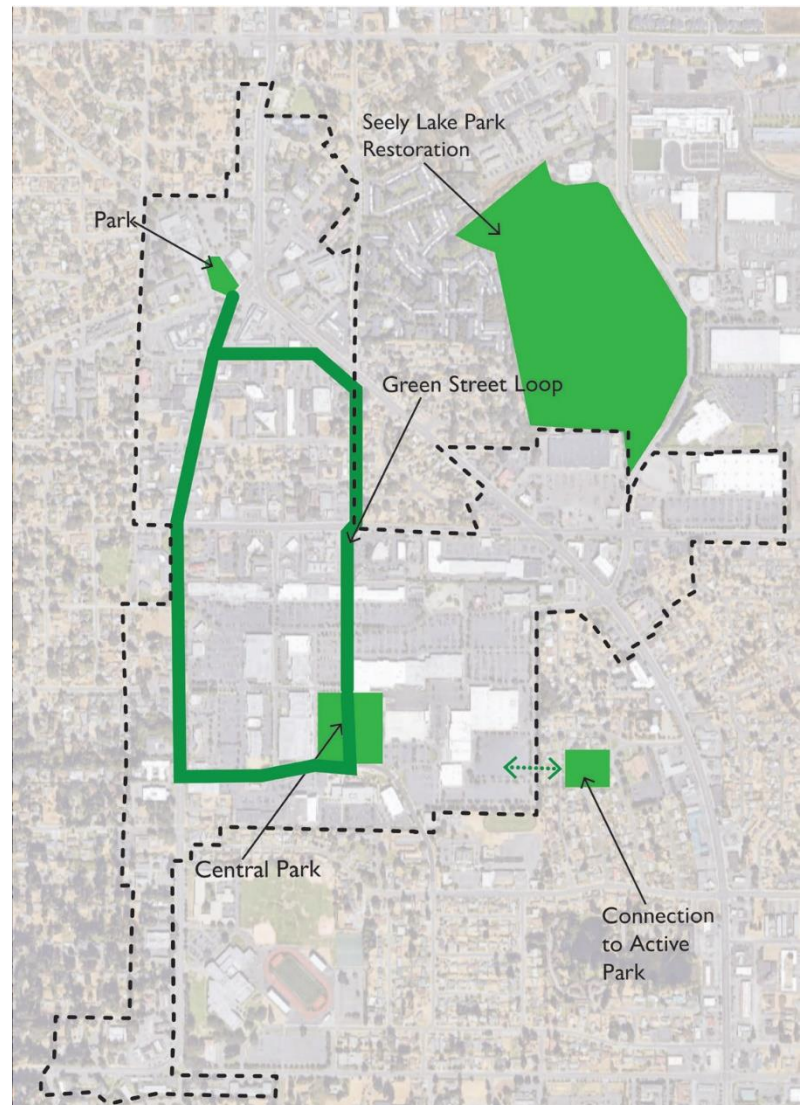 Seely Lake Park
Restoration
Park
Green Street Loop
Central Park
Connection
to Active
Park